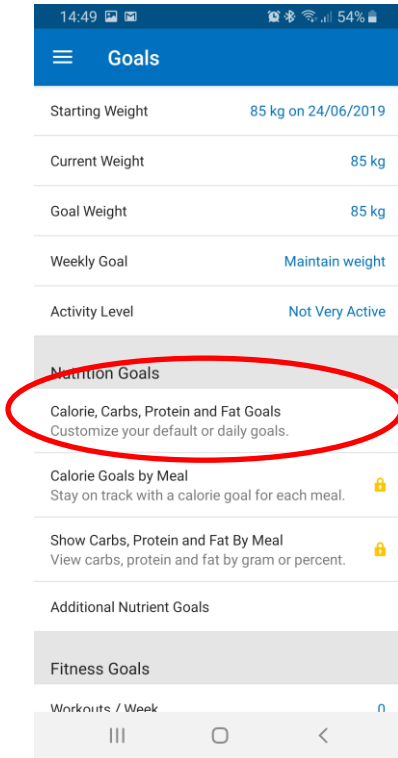 14:49 54%
Goals
Starting Weight 85 kg on 24/06/2019
Current Weight 85 kg
Goal Weight 85 kg
Weekly Goal Maintain weight
Activity Level Not Very Active
Nutrition Goals
Calorie, Carbs, Protein and Fat Goals
Customize your default or daily goals.
Calorie Goals by Meal
Stay on track with a calorie goal for each meal.
Show Carbs, Protein and Fat By Meal
View carbs, protein and fat by gram or percent.
Additional Nutrient Goals
Fitness Goals
Workouts / Week 0